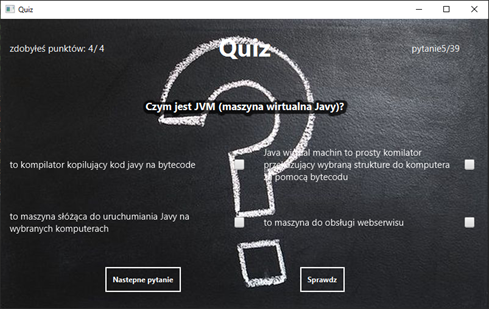 Quiz
zdobyłeś punktów: 4/ 4
Quiz
pytanie5/39
Czym jest JVM (maszyna wirtualna Javy)?
to kompilator kopilujący kod javy na bytecode
Java wirtual machin to prosty komilator
przekazujący wybraną strukture do komputera
za pomocą bytecodu
to maszyna słóżąca do uruchumiania Javy na
wybranych komputerach
to maszyna do obsługi webserwisu
Nastepne pytanie
Sprawdz